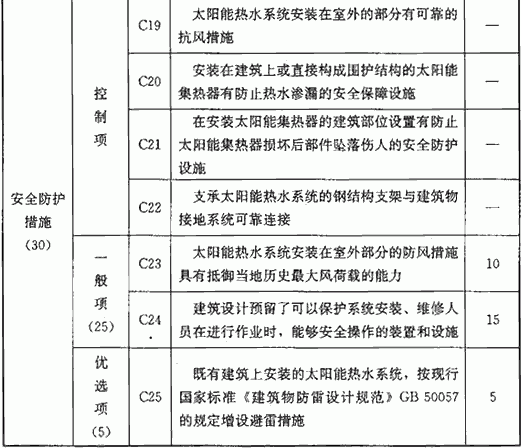 安全防护
措施
(30)
控
制
项
C19
太阳能热水系统安装在室外的部分有可靠的
抗风措施
—
C20
安装在建筑上或直接构成围护结构的太阳能
集热器有防止热水渗漏的安全保障设施
—
C21
在安装太阳能集热器的建筑部位设置有防止
太阳能集热器损坏后部件坠落伤人的安全防护
设施
—
C22
支承太阳能热水系统的钢结构支架与建筑物
接地系统可靠连接
—
一
般
项
(25)
C23
太阳能热水系统安装在室外部分的防风措施
具有抵御当地历史最大风荷载的能力
10
C24
建筑设计预留了可以保护系统安装、维修人
员在进行作业时，能够安全操作的装置和设施
15
优
选
项
(5)
C25
既有建筑上安装的太阳能热水系统，按现行
国家标准《建筑物防雷设计规范》GB 50057
的规定增设避雷措施
5